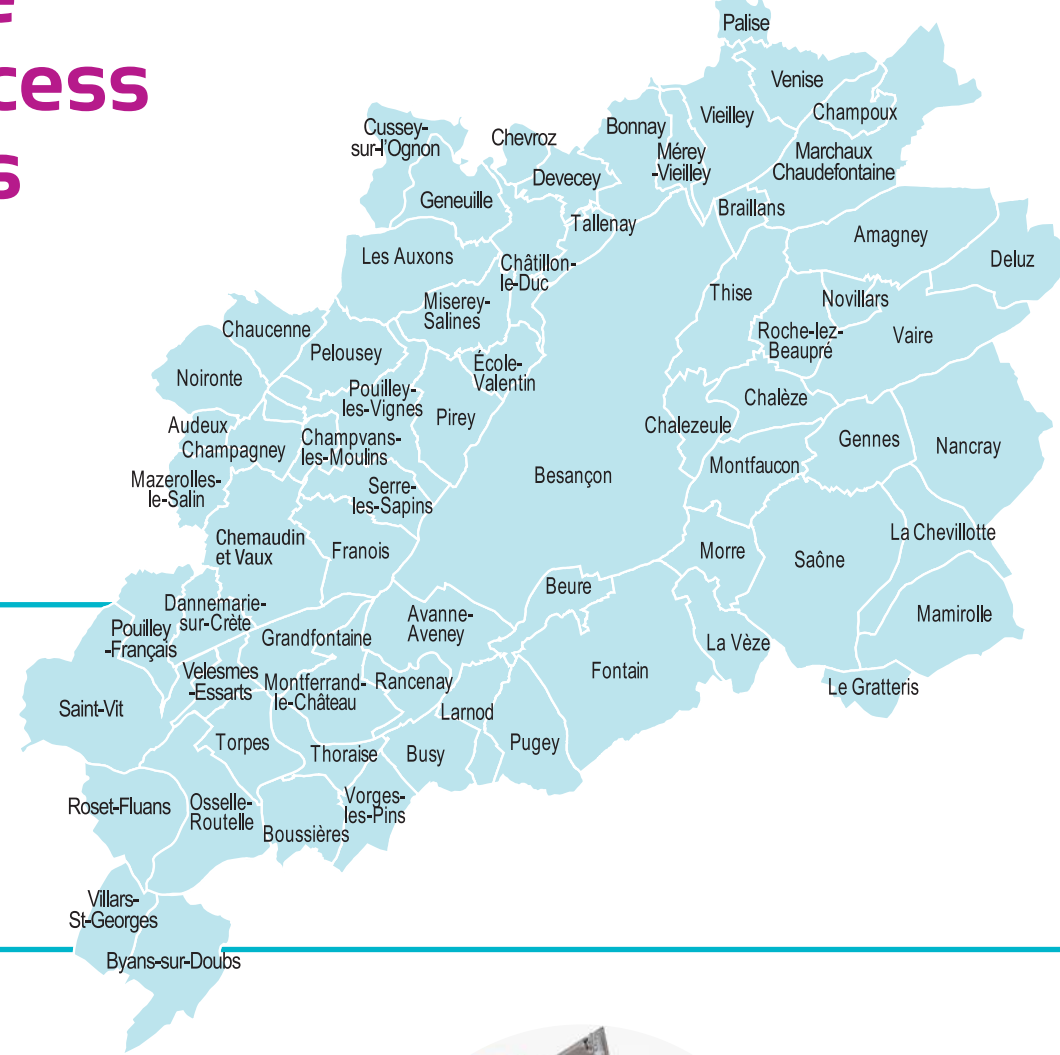 cess
s
Palise
Venise
Champoux
Vieilley
Bonnay
Mérey
-Vieilley
Marchaux
Chaudefontaine
Cussey-
sur-l'Ognon
Chevroz
Devecey
Geneuille
Tallenay
Braillans
Amagney
Deluz
Les Auxons
Châtillon-
le-Duc
Thise
Novillars
Miserey-
Salines
Vaire
Roche-lez-
Beaupré
Chaucenne
Pelousey
École-
Valentin
Noironte
Pouilley-
les-Vignes
Chalèze
Pirey
Audeux
Champagney
Champvans-
les-Moulins
Chalezeule
Gennes
Nancray
Montfaucon
Besançon
Mazerolles-
le-Salin
Serre-
les-Sapins
Chemaudin
et Vaux
Franois
Morre
Saône
La Chevillotte
Beure
Dannemarie-
sur-Crète
Avanne-
Aveney
Mamirolle
Pouilley
-Français
Grandfontaine
La Vèze
Velesmes
-Essarts
Montferrand-
le-Château
Rancenay
Fontain
Le Gratteris
Saint-Vit
Larnod
Torpes
Thoraise
Busy
Pugey
Roset-Fluans
Osselle-
Routelle
Boussières
Vorges-
les-Pins
Villars-
St-Georges
Byans-sur-Doubs